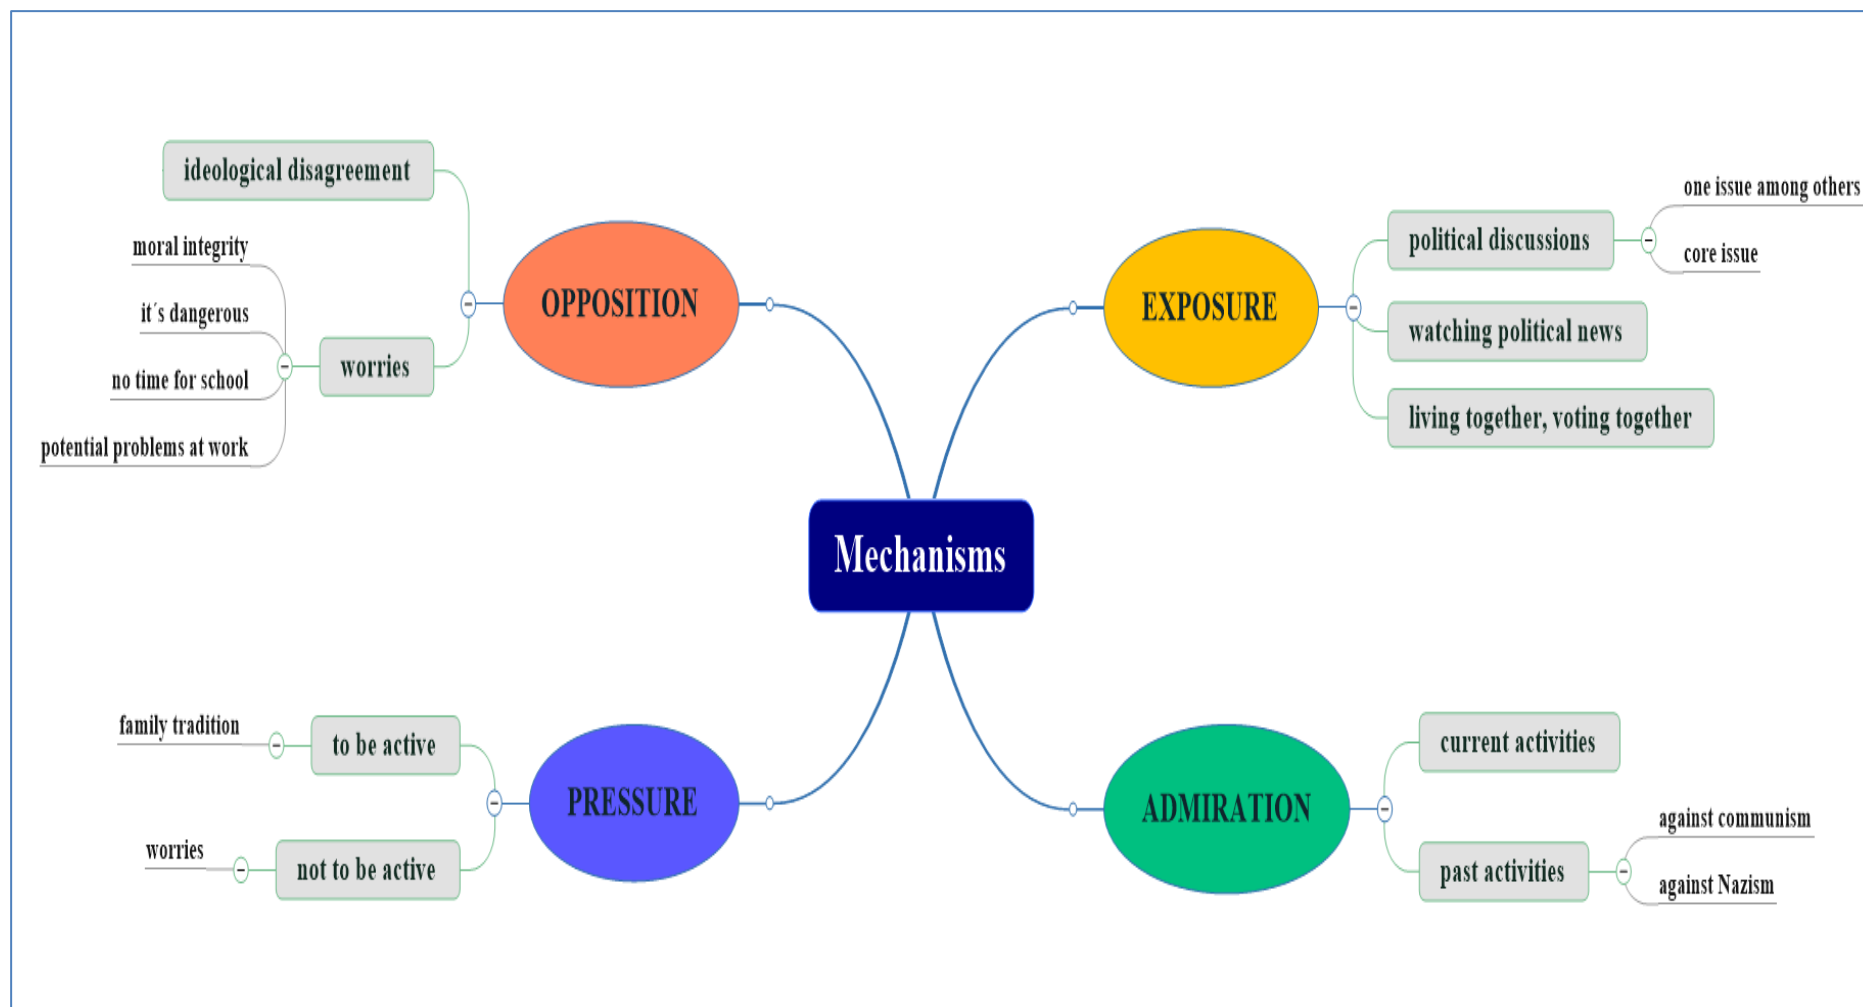 ideological disagreement
moral integrity
it´s dangerous
no time for school
potential problems at work
worries
OPPOSITION
EXPOSURE
political discussions
one issue among others
core issue
watching political news
living together, voting together
Mechanisms
family tradition
to be active
worries
not to be active
PRESSURE
ADMIRATION
current activities
past activities
against communism
against Nazism